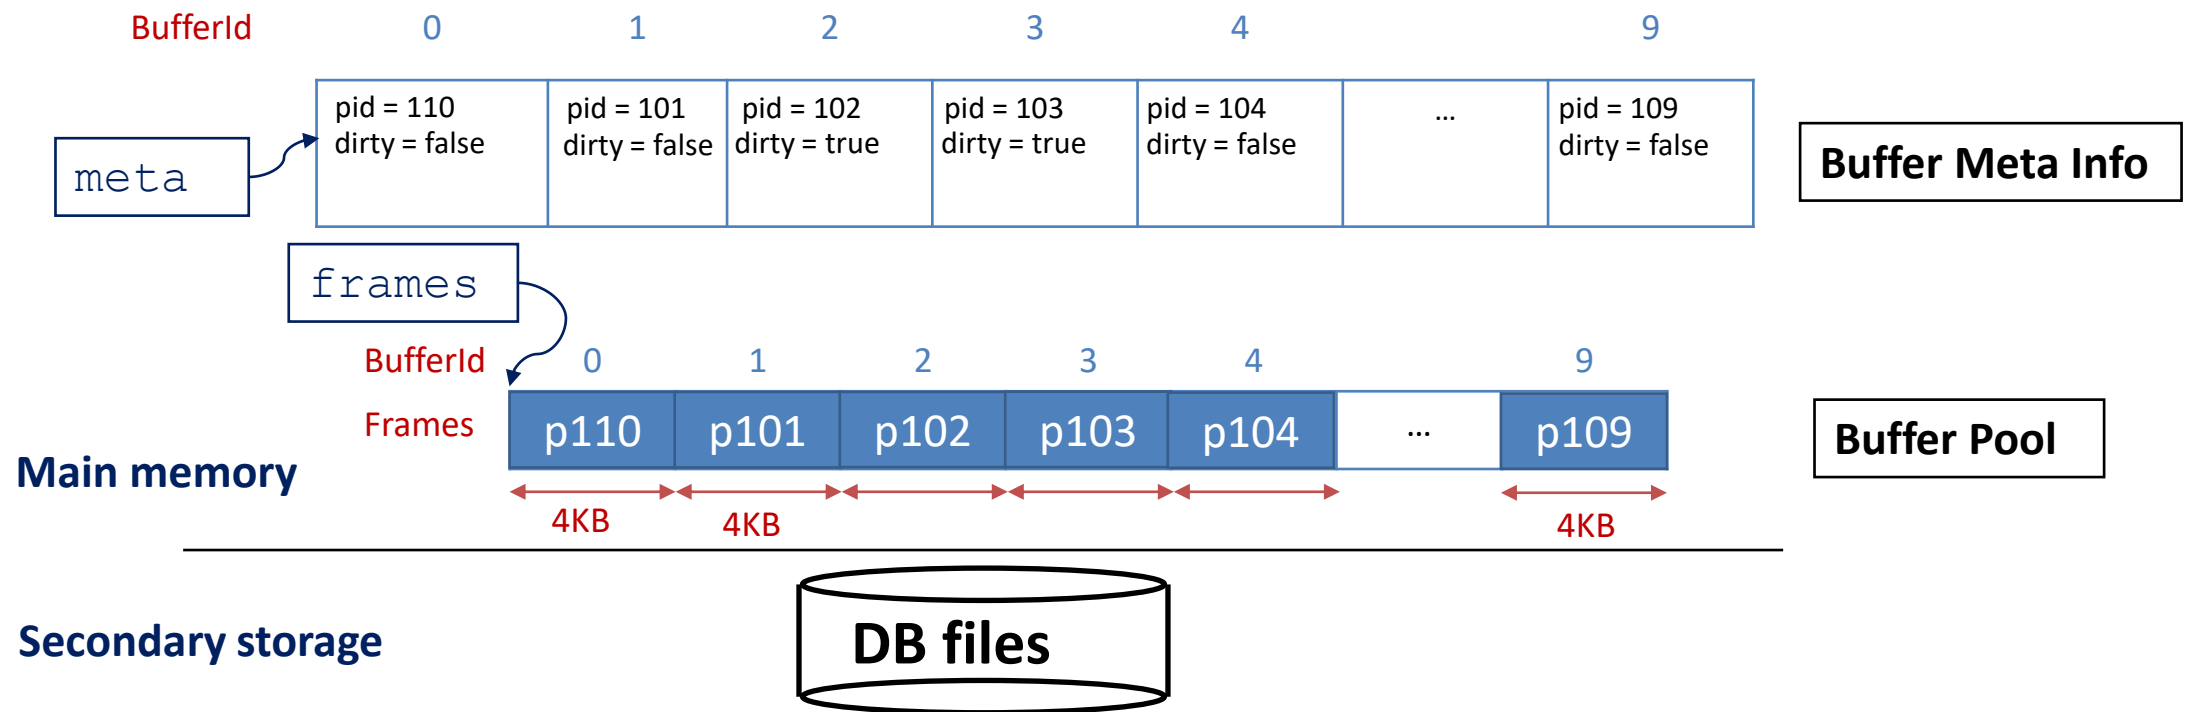 BufferId 0 1 2 3 4 9
pid = 110 pid = 101 pid = 102 pid = 103 pid = 104 ... pid = 109
dirty = false dirty = false dirty = true dirty = true dirty = false dirty = false
meta
Buffer Meta Info
frames
BufferId 0 1 2 3 4 9
Frames p110 p101 p102 p103 p104 ... p109
Buffer Pool
Main memory
4KB 4KB 4KB
Secondary storage
DB files